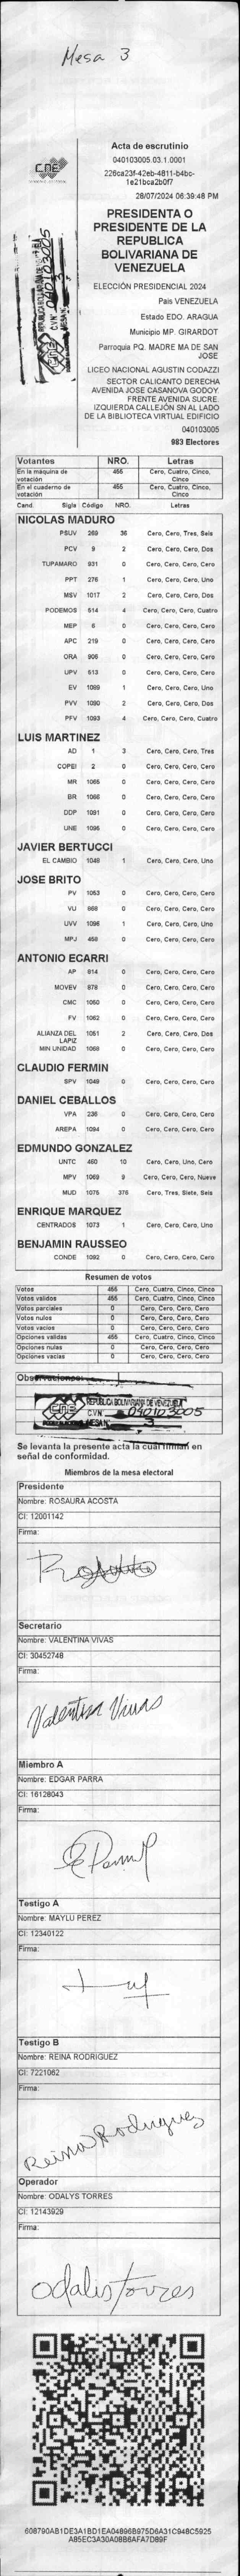 Mesa 3
Acta de escrutinio
040103005.03.1.0001
226ca23f-42eb-4811-b4bc-
1e21bca2b0f7
28/07/2024 06:39:48 PM
PRESIDENTA O
PRESIDENTE DE LA
REPUBLICA
BOLIVARIANA DE
VENEZUELA
ELECCIÓN PRESIDENCIAL 2024
Pais VENEZUELA
Estado EDO. ARAGUA
Municipio MP. GIRARDOT
Parroquia PQ. MADRE MA DE SAN
JOSE
LICEO NACIONAL AGUSTIN CODAZZI
SECTOR CALICANTO DERECHA
AVENIDA JOSE CASANOVA GODOY
FRENTE AVENIDA SUCRE.
IZQUIERDA CALLEJÓN SN AL LADO
DE LA BIBLIOTECA VIRTUAL EDIFICIO
040103005
983 Electores
CNE
040103005
Votantes NRO. Letras
En la máquina de votación 455 Cero, Cuatro, Cinco, Cinco
En el cuaderno de votación 455 Cero, Cuatro, Cinco, Cinco
Cand. Sigla Código NRO. Letras
NICOLAS MADURO
PSUV 269 36 Cero, Cero, Tres, Seis
PCV 9 2 Cero, Cero, Cero, Dos
TUPAMARO 931 0 Cero, Cero, Cero, Cero
PPT 276 1 Cero, Cero, Cero, Uno
MSV 1017 2 Cero, Cero, Cero, Dos
PODEMOS 514 4 Cero, Cero, Cero, Cuatro
MEP 6 0 Cero, Cero, Cero, Cero
APC 219 0 Cero, Cero, Cero, Cero
ORA 906 0 Cero, Cero, Cero, Cero
UPV 513 0 Cero, Cero, Cero, Cero
EV 1089 1 Cero, Cero, Cero, Uno
PVV 1090 2 Cero, Cero, Cero, Dos
PFV 1093 4 Cero, Cero, Cero, Cuatro
LUIS MARTINEZ
AD 1 3 Cero, Cero, Cero, Tres
COPEI 2 0 Cero, Cero, Cero, Cero
MR 1065 0 Cero, Cero, Cero, Cero
BR 1066 0 Cero, Cero, Cero, Cero
DDP 1091 0 Cero, Cero, Cero, Cero
UNE 1095 0 Cero, Cero, Cero, Cero
JAVIER BERTUCCI
EL CAMBIO 1048 1 Cero, Cero, Cero, Uno
JOSE BRITO
PV 1053 0 Cero, Cero, Cero, Cero
VU 868 0 Cero, Cero, Cero, Cero
UVV 1096 1 Cero, Cero, Cero, Uno
MPJ 458 0 Cero, Cero, Cero, Cero
ANTONIO ECARRI
AP 814 0 Cero, Cero, Cero, Cero
MOVEV 878 0 Cero, Cero, Cero, Cero
CMC 1050 0 Cero, Cero, Cero, Cero
FV 1062 0 Cero, Cero, Cero, Cero
ALIANZA DEL LAPIZ 1051 2 Cero, Cero, Cero, Dos
MIN UNIDAD 1068 0 Cero, Cero, Cero, Cero
CLAUDIO FERMIN
SPV 1049 0 Cero, Cero, Cero, Cero
DANIEL CEBALLOS
VPA 236 0 Cero, Cero, Cero, Cero
AREPA 1094 0 Cero, Cero, Cero, Cero
EDMUNDO GONZALEZ
UNTC 460 10 Cero, Cero, Uno, Cero
MPV 1069 9 Cero, Cero, Cero, Nueve
MUD 1075 376 Cero, Tres, Siete, Seis
ENRIQUE MARQUEZ
CENTRADOS 1073 1 Cero, Cero, Cero, Uno
BENJAMIN RAUSSEO
CONDE 1092 0 Cero, Cero, Cero, Cero
Resumen de votos
Votos 455 Cero, Cuatro, Cinco, Cinco
Votos válidos 455 Cero, Cuatro, Cinco, Cinco
Votos parciales 0 Cero, Cero, Cero, Cero
Votos nulos 0 Cero, Cero, Cero, Cero
Votos vacíos 0 Cero, Cero, Cero, Cero
Opciones válidas 455 Cero, Cuatro, Cinco, Cinco
Opciones nulas 0 Cero, Cero, Cero, Cero
Opciones vacías 0 Cero, Cero, Cero, Cero
Observaciones:
CNE REPUBLICA BOLIVARIANA DE VENEZUELA
C.V.N 040103005
MESA Nº 3
Se levanta la presente acta la cual firman en
señal de conformidad.
Miembros de la mesa electoral
Presidente
Nombre: ROSAURA ACOSTA
CI: 12001142
Firma:
Secretario
Nombre: VALENTINA VIVAS
CI: 30452748
Firma:
Valentina Vivas
Miembro A
Nombre: EDGAR PARRA
CI: 16128043
Firma:
Testigo A
Nombre: MAYLU PEREZ
CI: 12340122
Firma:
Testigo B
Nombre: REINA RODRIGUEZ
CI: 7221062
Firma:
Reina Rodriguez
Operador
Nombre: ODALYS TORRES
CI: 12143929
Firma:
odalis torres
608790AB1DE3A1BD1EA04896B975D6A31C948C5925
A85EC3A30A08B8AFA7D89F